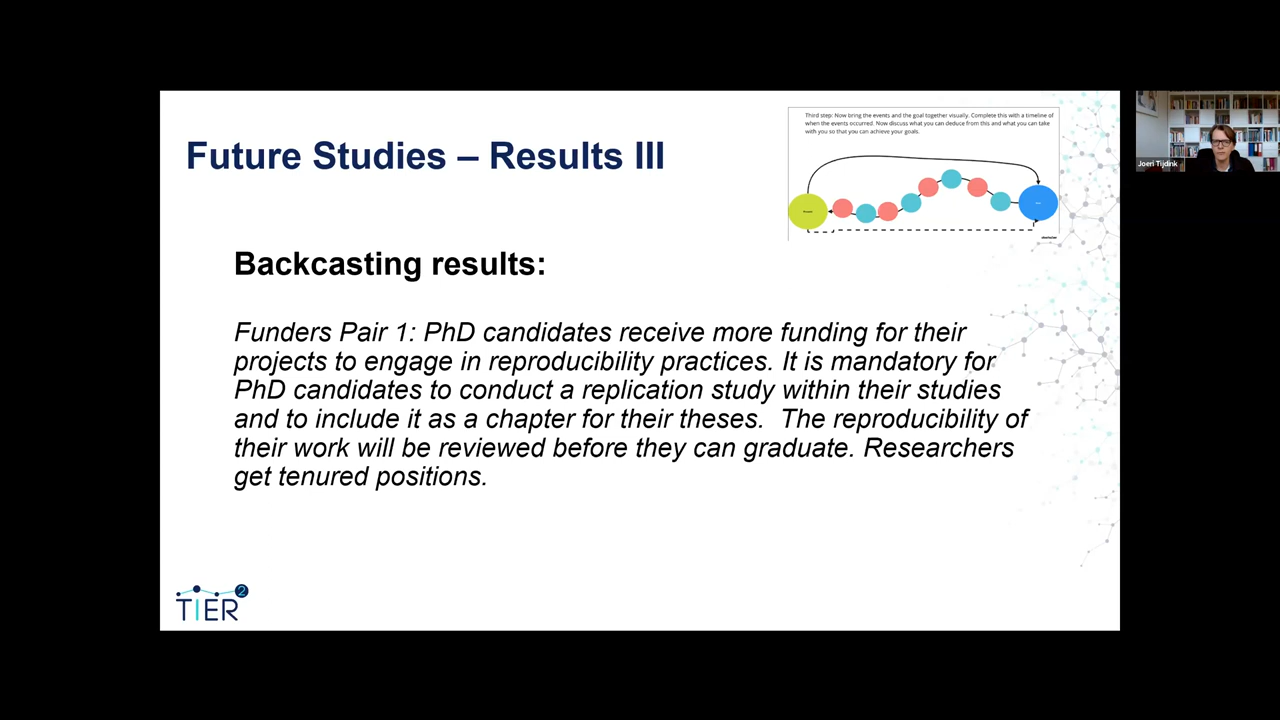 Future Studies – Results III
Third step: Now bring the events and the goal together visually. Complete this with a timeline of
when the events occurred. Now discuss what you can deduce from this and what you can take
with you so that you can achieve your goals.
Backcasting results:
Funders Pair 1: PhD candidates receive more funding for their
projects to engage in reproducibility practices. It is mandatory for
PhD candidates to conduct a replication study within their studies
and to include it as a chapter for their theses.  The reproducibility of
their work will be reviewed before they can graduate. Researchers
get tenured positions.
TIER2
Joeri Tijdink